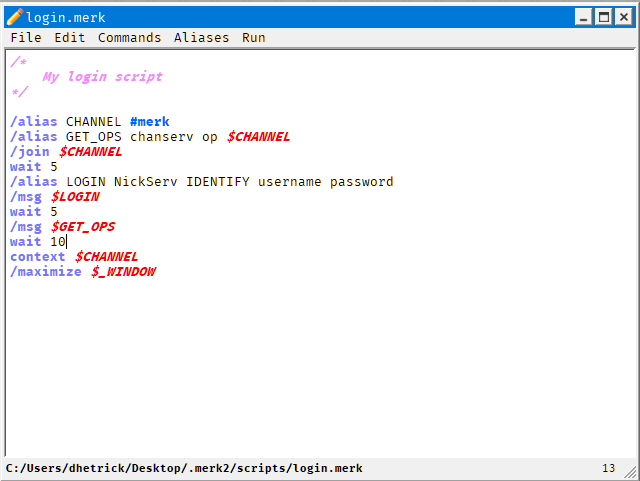 login.merk
File Edit Commands Aliases Run
/*
    My login script
*/

/alias CHANNEL #merk
/alias GET_OPS chanserv op $CHANNEL
/join $CHANNEL
wait 5
/alias LOGIN NickServ IDENTIFY username password
/msg $LOGIN
wait 5
/msg $GET_OPS
wait 10
context $CHANNEL
/maximize $_WINDOW
C:/Users/dhetrick/Desktop/.merk2/scripts/login.merk 13